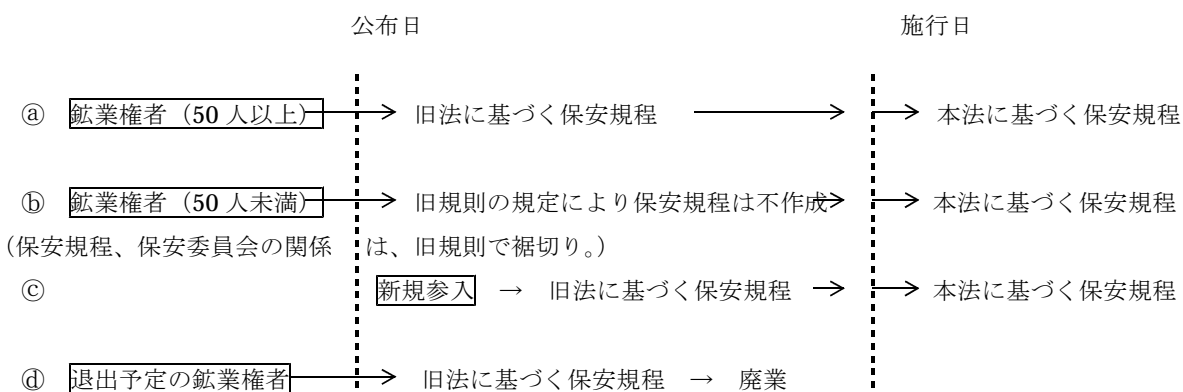 公布日 施行日
ⓐ 鉱業権者（50 人以上） → 旧法に基づく保安規程 → → 本法に基づく保安規程
ⓑ 鉱業権者（50 人未満） → 旧規則の規定により保安規程は不作成 → → 本法に基づく保安規程
（保安規程、保安委員会の関係 は、旧規則で裾切り。）
ⓒ 新規参入 → 旧法に基づく保安規程 → → 本法に基づく保安規程
ⓓ 退出予定の鉱業権者 → 旧法に基づく保安規程 → 廃業